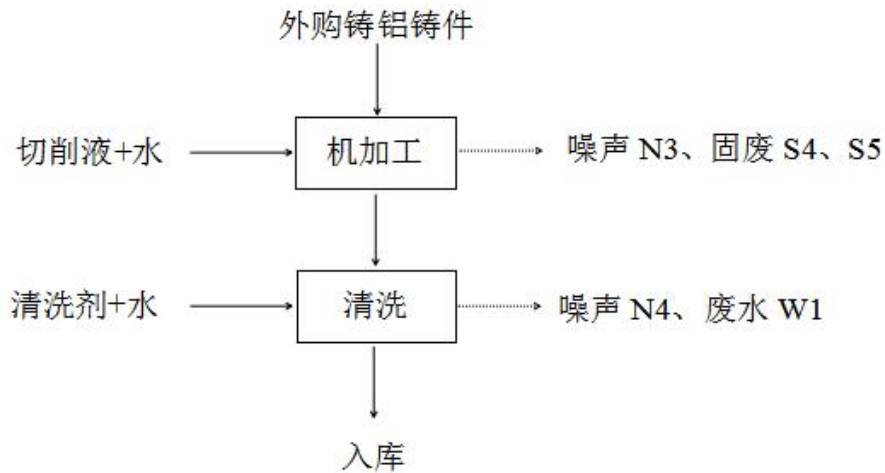 外购铸铝铸件
切削液+水
机加工
噪声 N3、固废 S4、S5
清洗剂+水
清洗
噪声 N4、废水 W1
入库